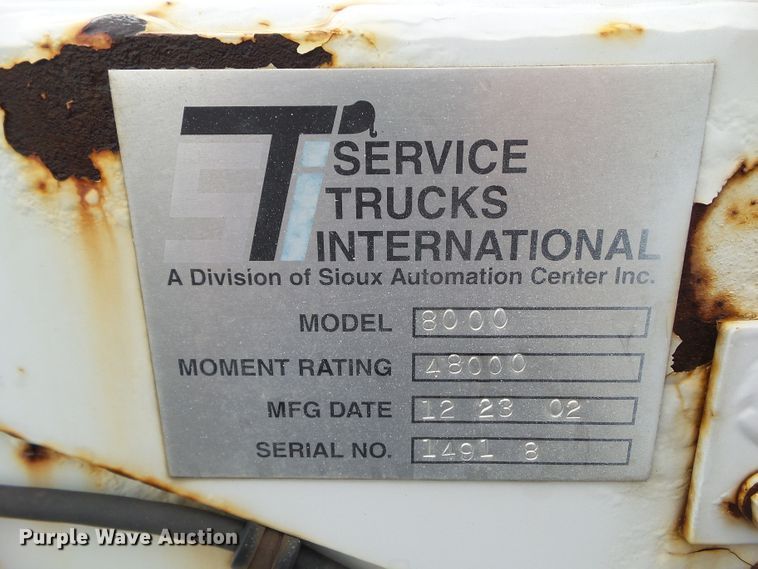 STi SERVICE
TRUCKS
INTERNATIONAL
A Division of Sioux Automation Center Inc.
MODEL 8000
MOMENT RATING 48000
MFG DATE 12 23 02
SERIAL NO. 1491 8
Purple Wave Auction